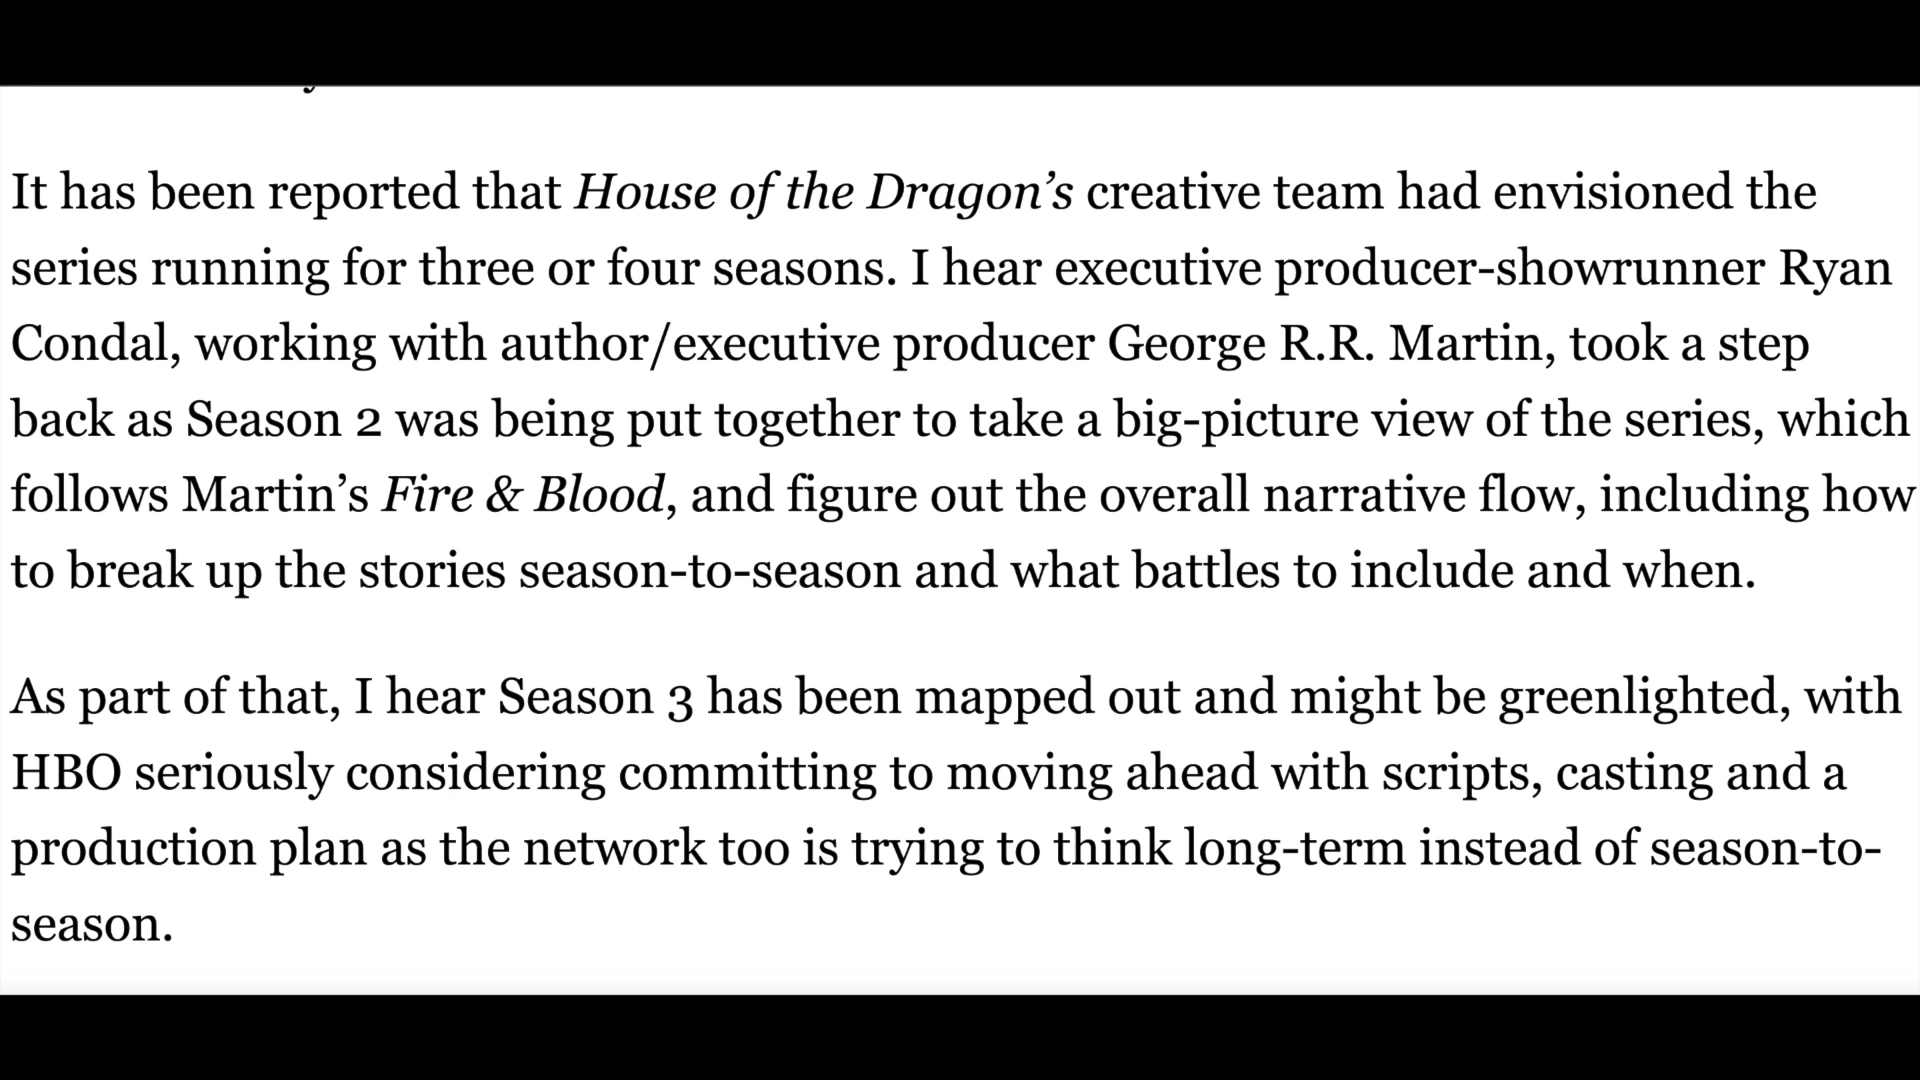 It has been reported that House of the Dragon’s creative team had envisioned the
series running for three or four seasons. I hear executive producer-showrunner Ryan
Condal, working with author/executive producer George R.R. Martin, took a step
back as Season 2 was being put together to take a big-picture view of the series, which
follows Martin’s Fire & Blood, and figure out the overall narrative flow, including how
to break up the stories season-to-season and what battles to include and when.
As part of that, I hear Season 3 has been mapped out and might be greenlighted, with
HBO seriously considering committing to moving ahead with scripts, casting and a
production plan as the network too is trying to think long-term instead of season-to-
season.